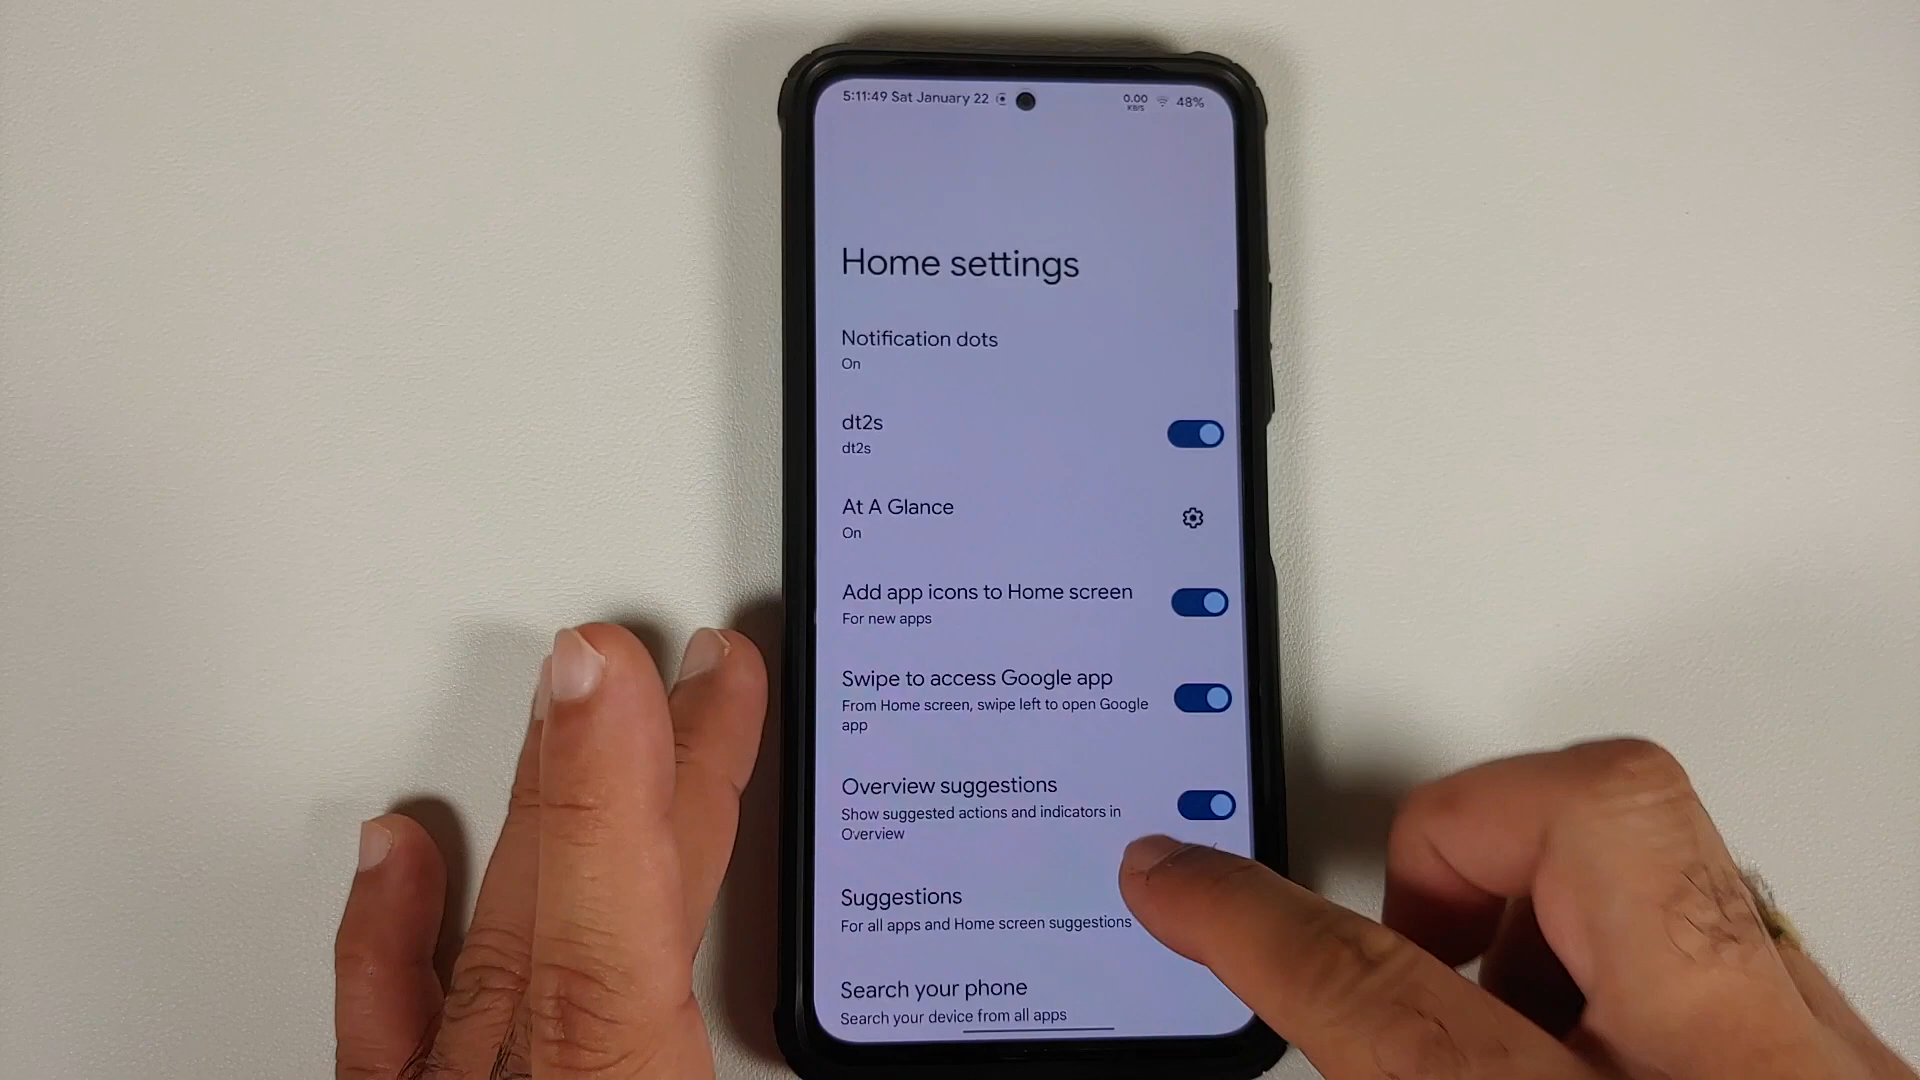 5:11:49 Sat January 22
0.00
KB/S
48%
Home settings
Notification dots
On
dt2s
dt2s
At A Glance
On
Add app icons to Home screen
For new apps
Swipe to access Google app
From Home screen, swipe left to open Google
app
Overview suggestions
Show suggested actions and indicators in
Overview
Suggestions
For all apps and Home screen suggestions
Search your phone
Search your device from all apps